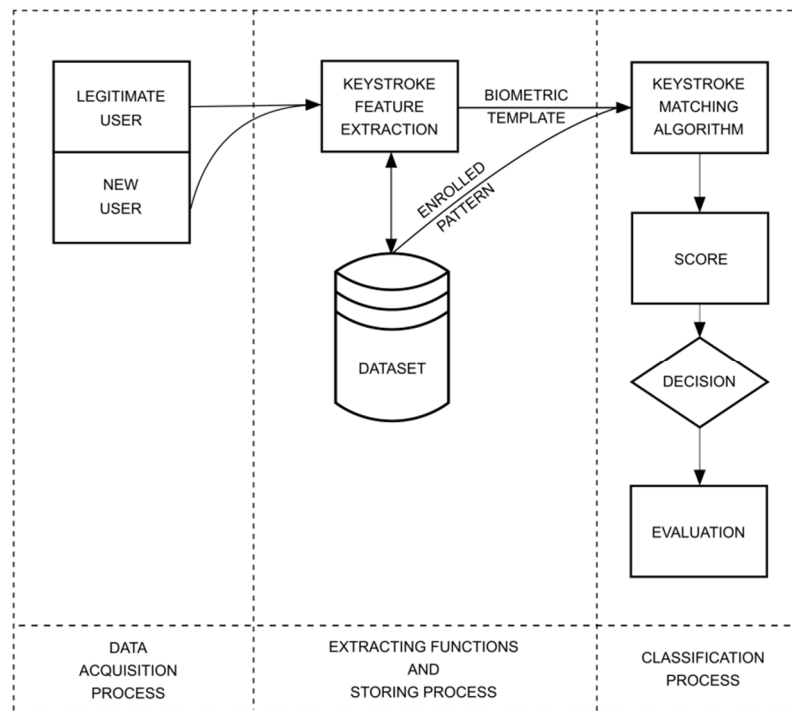 LEGITIMATE
USER
NEW
USER
KEYSTROKE
FEATURE
EXTRACTION
BIOMETRIC
TEMPLATE
ENROLLED
PATTERN
DATASET
KEYSTROKE
MATCHING
ALGORITHM
SCORE
DECISION
EVALUATION
DATA
ACQUISITION
PROCESS
EXTRACTING FUNCTIONS
AND
STORING PROCESS
CLASSIFICATION
PROCESS